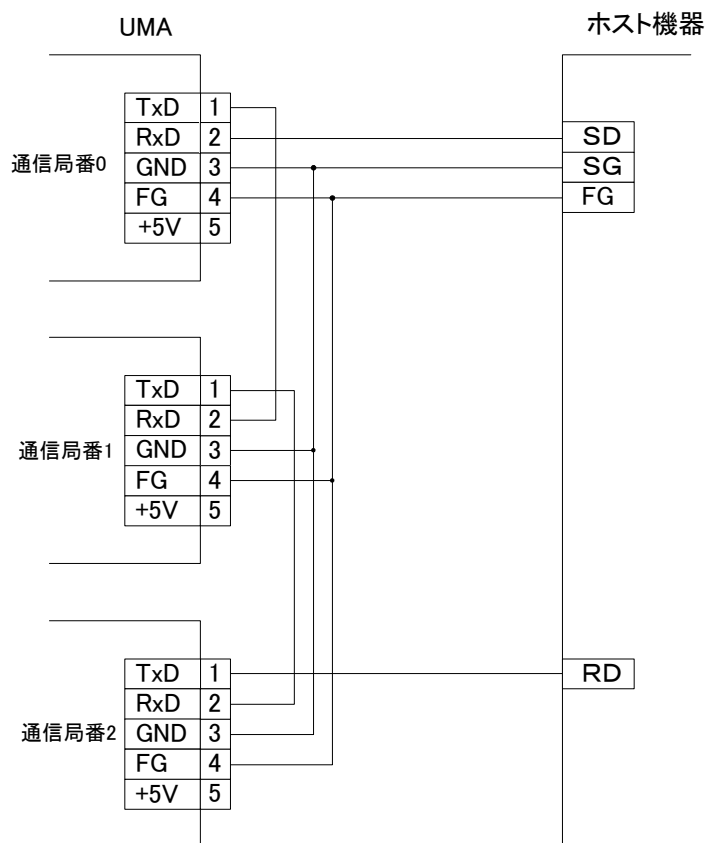 UMA
ホスト機器
通信局番0
TxD 1
RxD 2
GND 3
FG 4
+5V 5
SD
SG
FG
通信局番1
TxD 1
RxD 2
GND 3
FG 4
+5V 5
通信局番2
TxD 1
RxD 2
GND 3
FG 4
+5V 5
RD